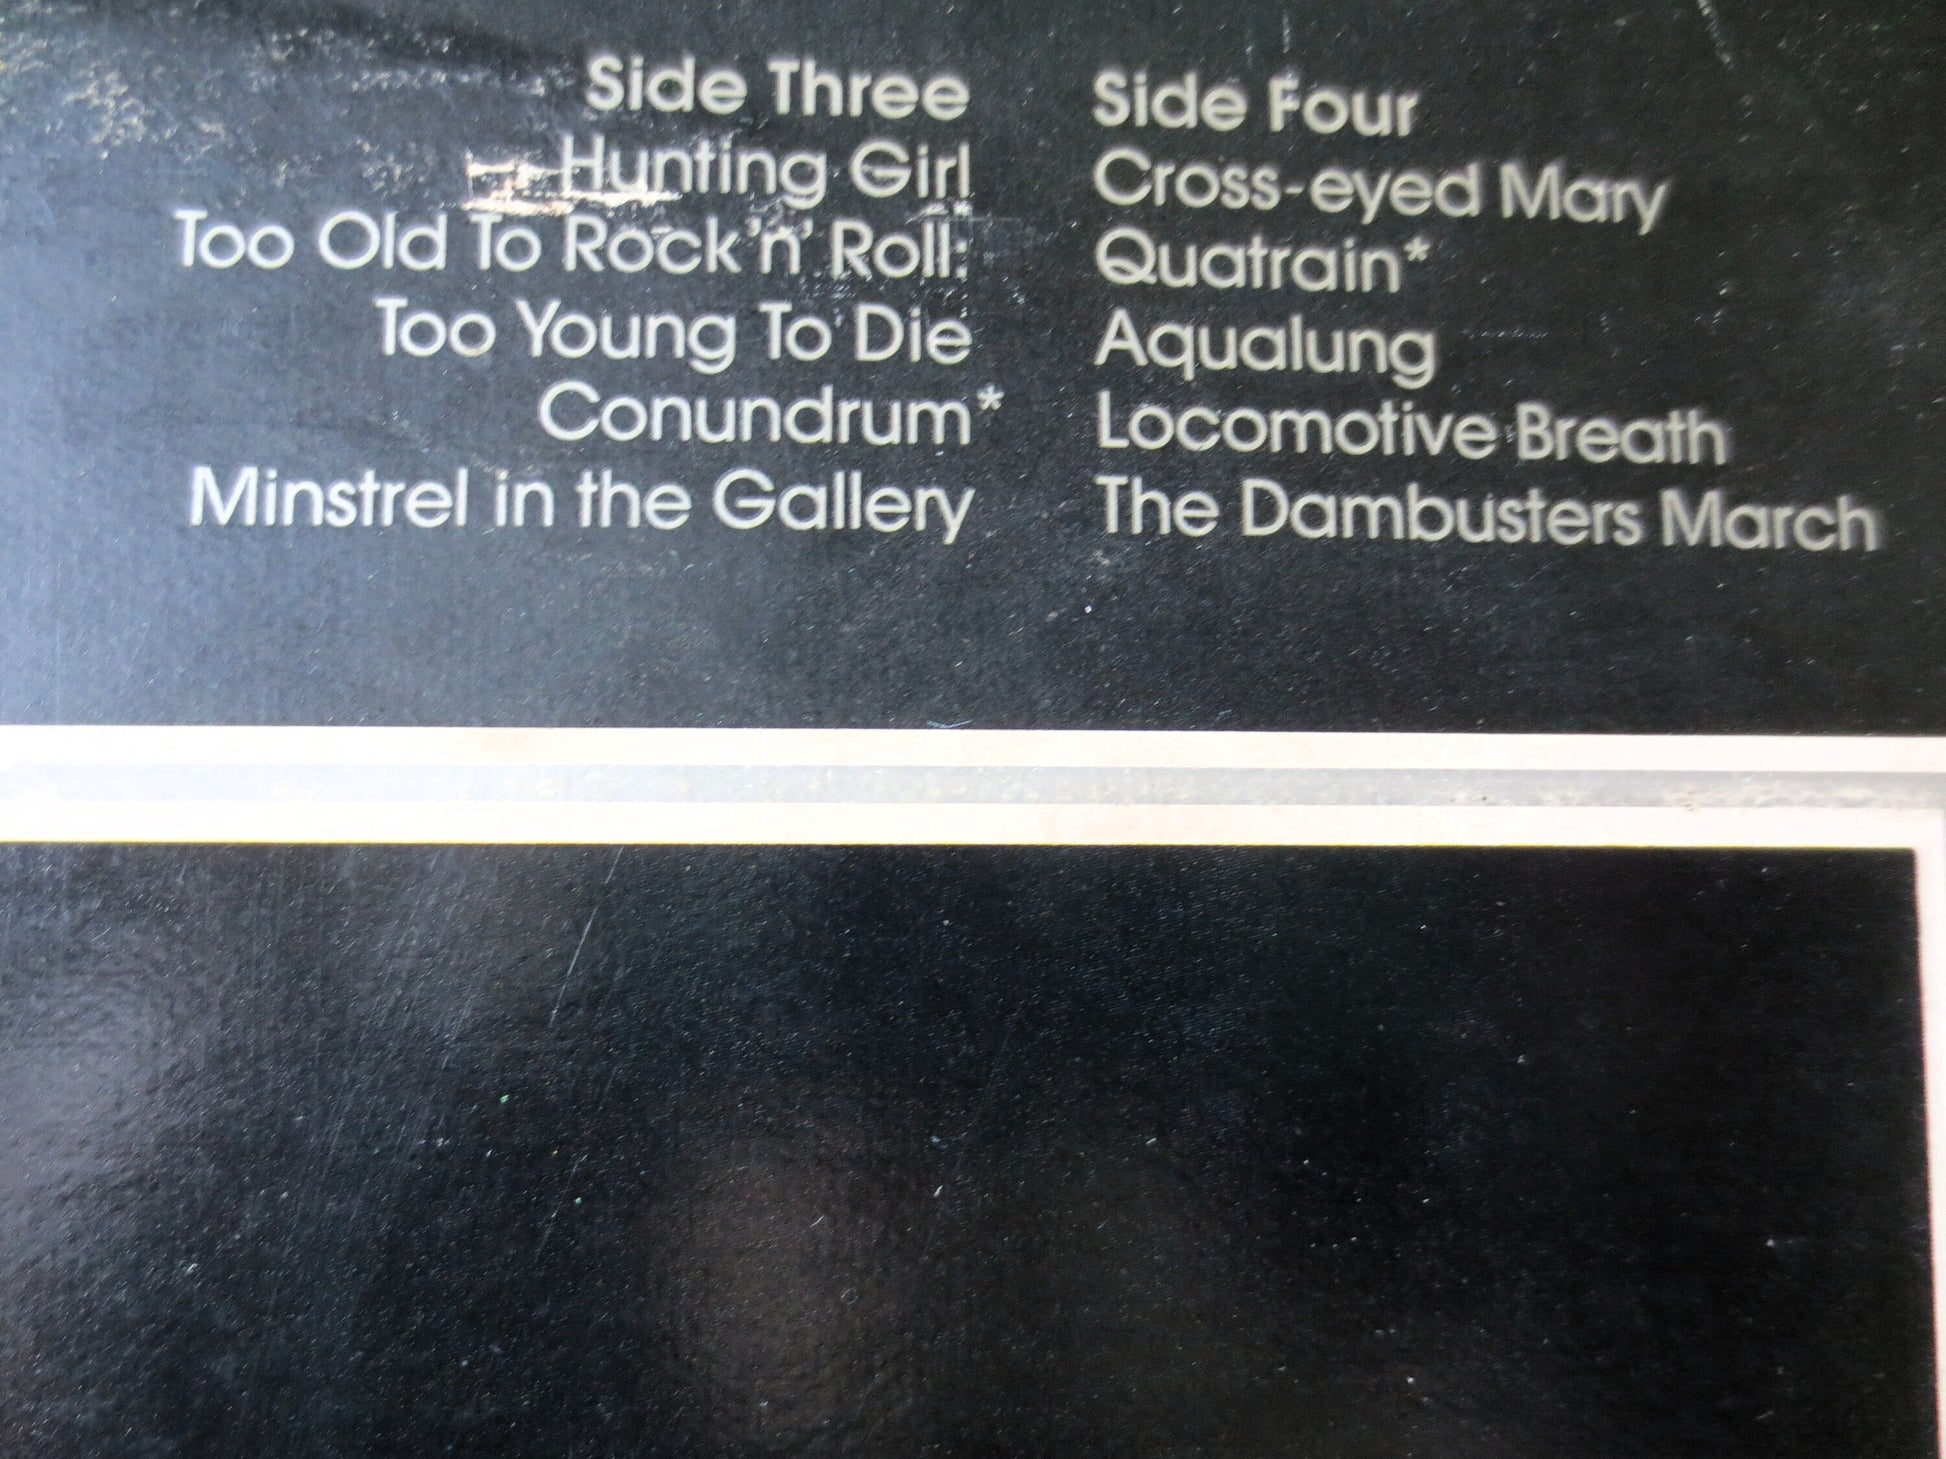 Side Three
Hunting Girl
Too Old To Rock 'n' Roll:
Too Young To Die
Conundrum*
Minstrel in the Gallery
Side Four
Cross-eyed Mary
Quatrain*
Aqualung
Locomotive Breath
The Dambusters March